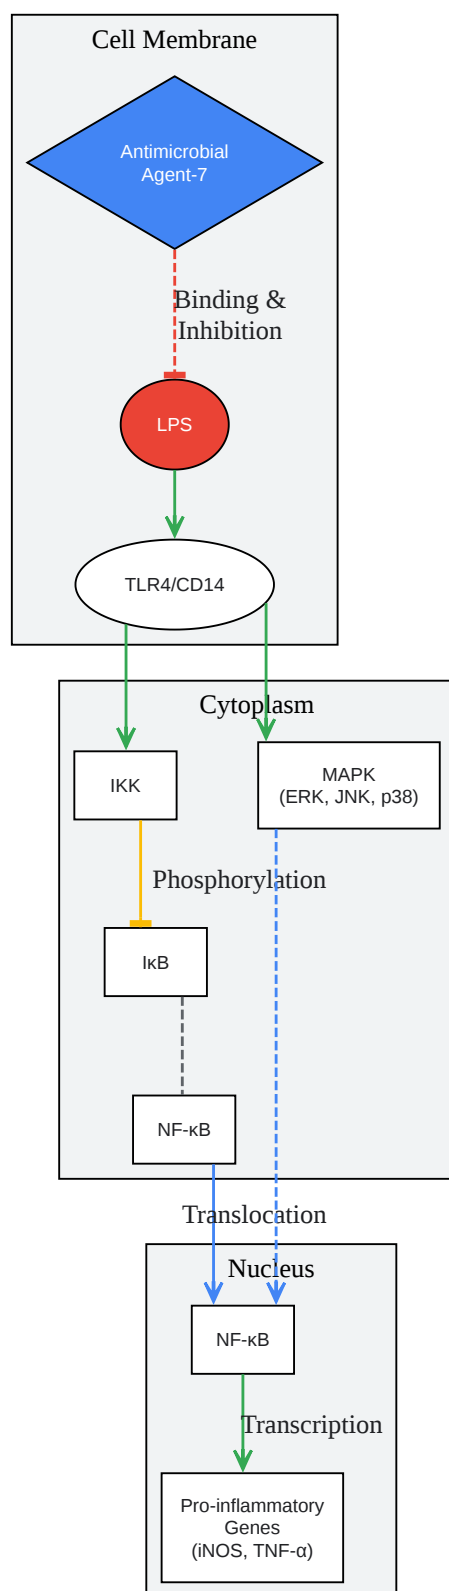 Cell Membrane
Antimicrobial
Agent-7
Binding &
Inhibition
LPS
TLR4/CD14
Cytoplasm
IKK
MAPK
(ERK, JNK, p38)
Phosphorylation
IκB
NF-κB
Translocation
Nucleus
NF-κB
Transcription
Pro-inflammatory
Genes
(iNOS, TNF-α)